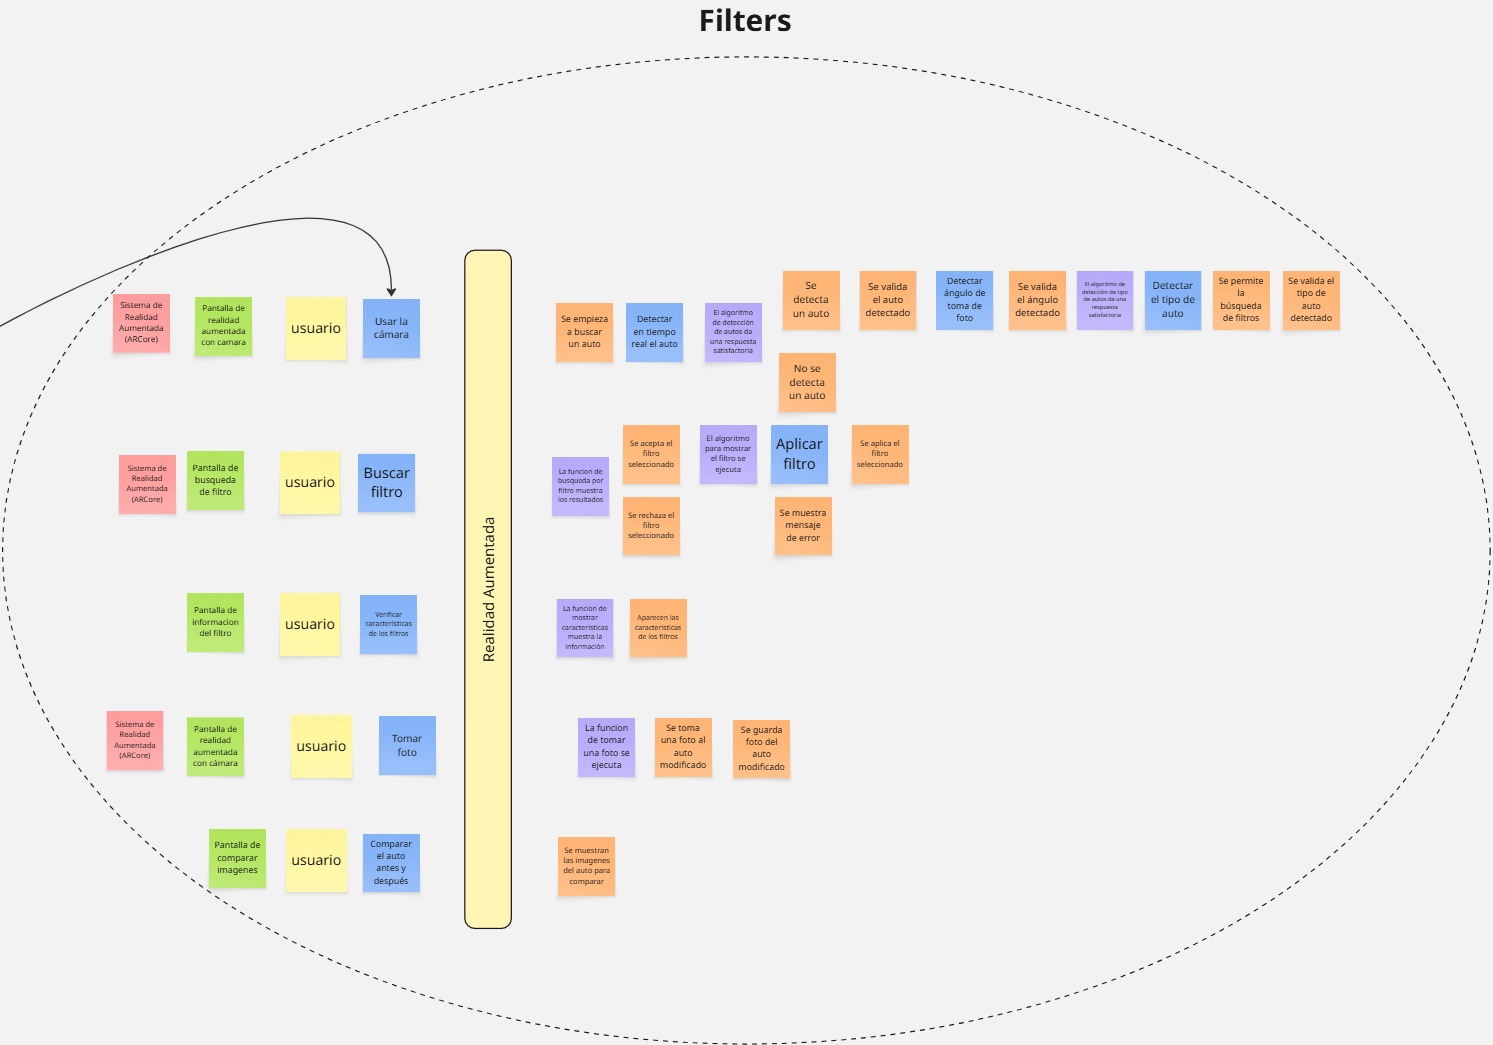 Filters
Sistema de
Realidad
Aumentada
(ARCore)
Pantalla de
realidad
aumentada
con camara
usuario
Usar la
cámara
Se empieza
a buscar
un auto
Detectar
en tiempo
real el auto
El algoritmo
de detección
de autos da
una respuesta
satisfactoria
Se
detecta
un auto
Se valida
el auto
detectado
Detectar
ángulo de
toma de
foto
Se valida
el ángulo
detectado
El algoritmo de
detección de tipo
de autos da una
respuesta
satisfactoria
Detectar
el tipo de
auto
Se permite
la
búsqueda
de filtros
Se valida el
tipo de
auto
detectado
No se
detecta
un auto
Sistema de
Realidad
Aumentada
(ARCore)
Pantalla de
busqueda
de filtro
usuario
Buscar
filtro
La funcion de
busqueda por
filtro muestra
los resultados
Se acepta el
filtro
seleccionado
El algoritmo
para mostrar
el filtro se
ejecuta
Aplicar
filtro
Se aplica el
filtro
seleccionado
Se rechaza el
filtro
seleccionado
Se muestra
mensaje
de error
Realidad Aumentada
Pantalla de
informacion
del filtro
usuario
Verificar
características
de los filtros
La funcion de
mostrar
caracteristicas
muestra la
información
Aparecen las
características
de los filtros
Sistema de
Realidad
Aumentada
(ARCore)
Pantalla de
realidad
aumentada
con cámara
usuario
Tomar
foto
La funcion
de tomar
una foto se
ejecuta
Se toma
una foto al
auto
modificado
Se guarda
foto del
auto
modificado
Pantalla de
comparar
imagenes
usuario
Comparar
el auto
antes y
después
Se muestran
las imagenes
del auto para
comparar